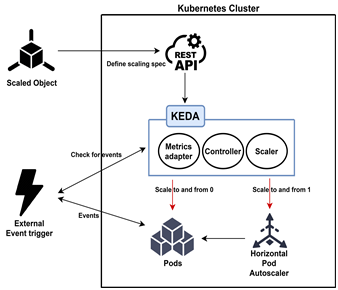 Kubernetes Cluster
REST
API
Scaled Object
Define scaling spec
KEDA
Metrics
adapter
Controller
Scaler
Check for events
Scale to and from 0
Scale to and from 1
External
Event trigger
Events
Pods
Horizontal
Pod
Autoscaler